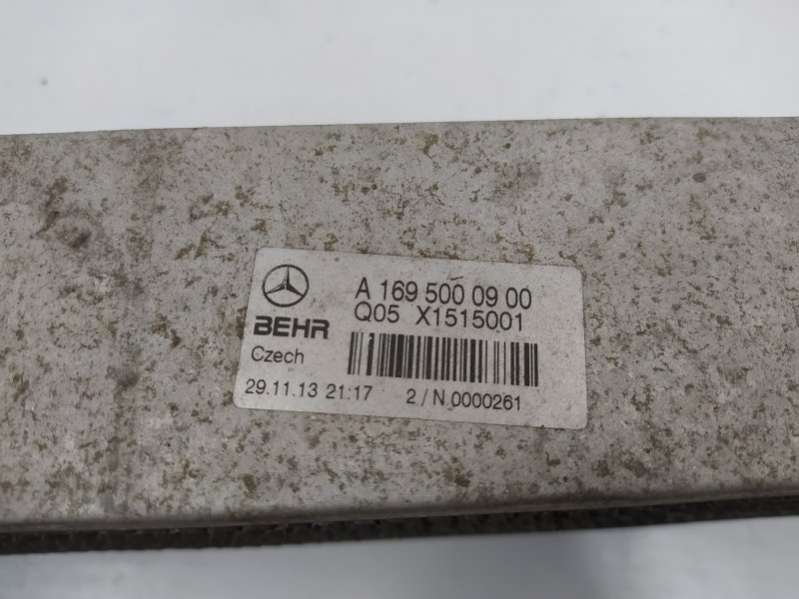 A 169 500 09 00
Q05 X1515001
BEHR
Czech
29.11.13 21:17 2 / N 0000261